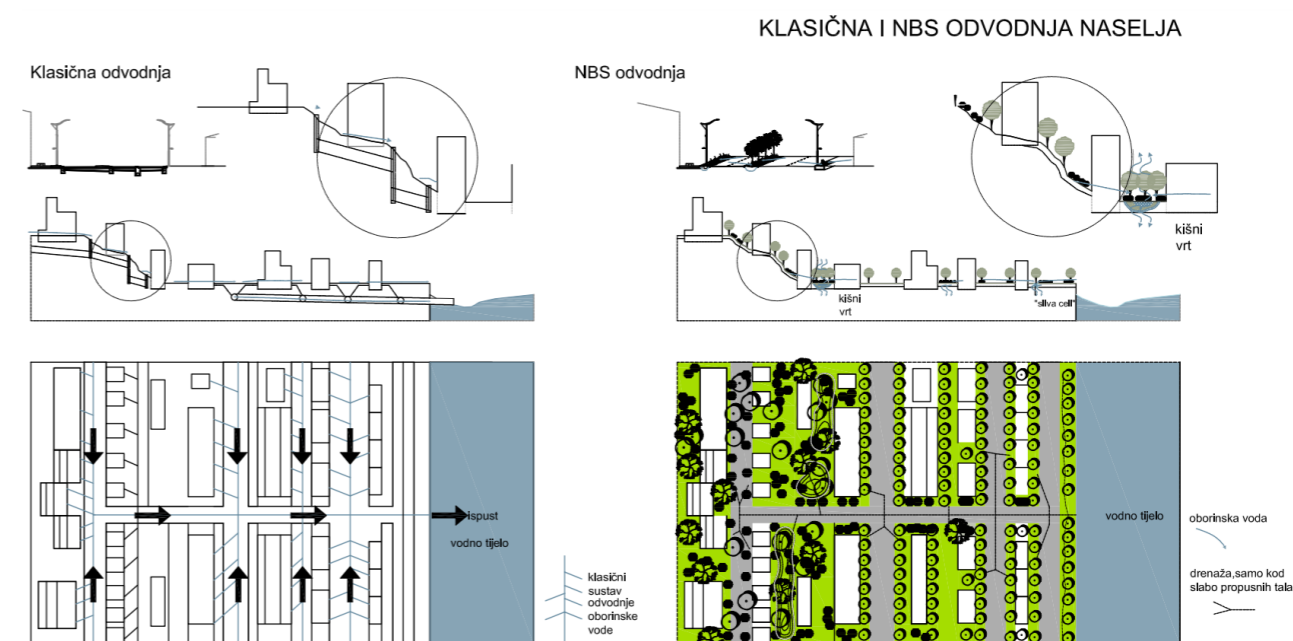 KLASIČNA I NBS ODVODNJA NASELJA
Klasična odvodnja
NBS odvodnja
kišni
vrt
kišni
vrt
"silva cell"
ispust
vodno tijelo
klasični
sustav
odvodnje
oborinske
vode
vodno tijelo
oborinska voda
drenaža,samo kod
slabo propusnih tala